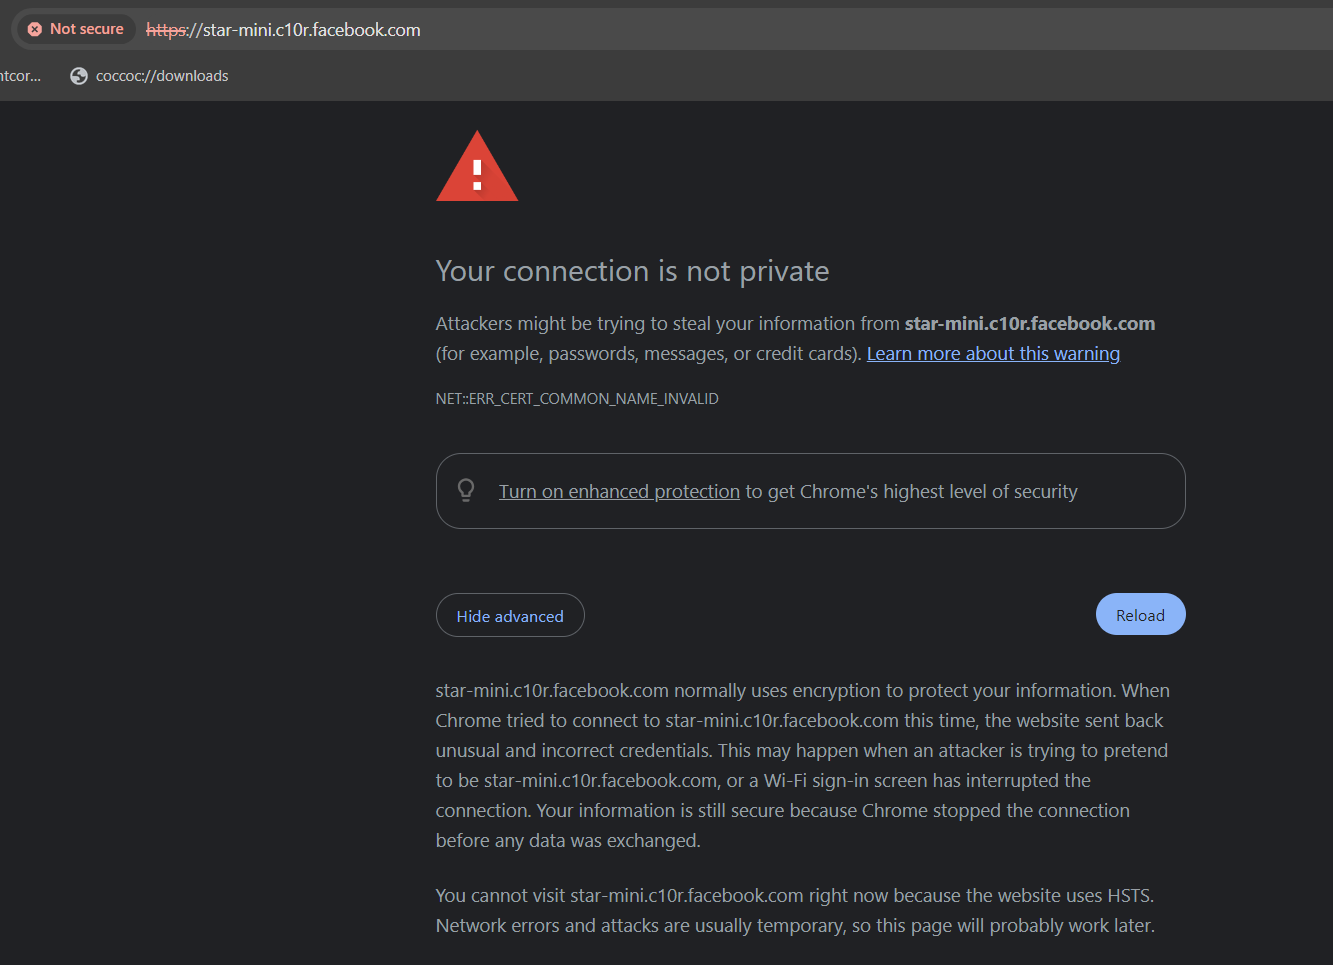 Not secure https://star-mini.c10r.facebook.com
ntcor... coccoc://downloads
Your connection is not private
Attackers might be trying to steal your information from star-mini.c10r.facebook.com
(for example, passwords, messages, or credit cards). Learn more about this warning
NET::ERR_CERT_COMMON_NAME_INVALID
Turn on enhanced protection to get Chrome's highest level of security
Hide advanced
Reload
star-mini.c10r.facebook.com normally uses encryption to protect your information. When
Chrome tried to connect to star-mini.c10r.facebook.com this time, the website sent back
unusual and incorrect credentials. This may happen when an attacker is trying to pretend
to be star-mini.c10r.facebook.com, or a Wi-Fi sign-in screen has interrupted the
connection. Your information is still secure because Chrome stopped the connection
before any data was exchanged.
You cannot visit star-mini.c10r.facebook.com right now because the website uses HSTS.
Network errors and attacks are usually temporary, so this page will probably work later.